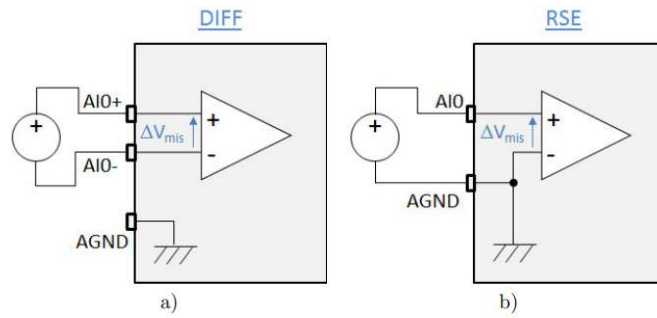 DIFF
AI0+
+
ΔVmis
+
-
AI0-
AGND
a)
RSE
AI0
+
ΔVmis
+
-
AGND
b)